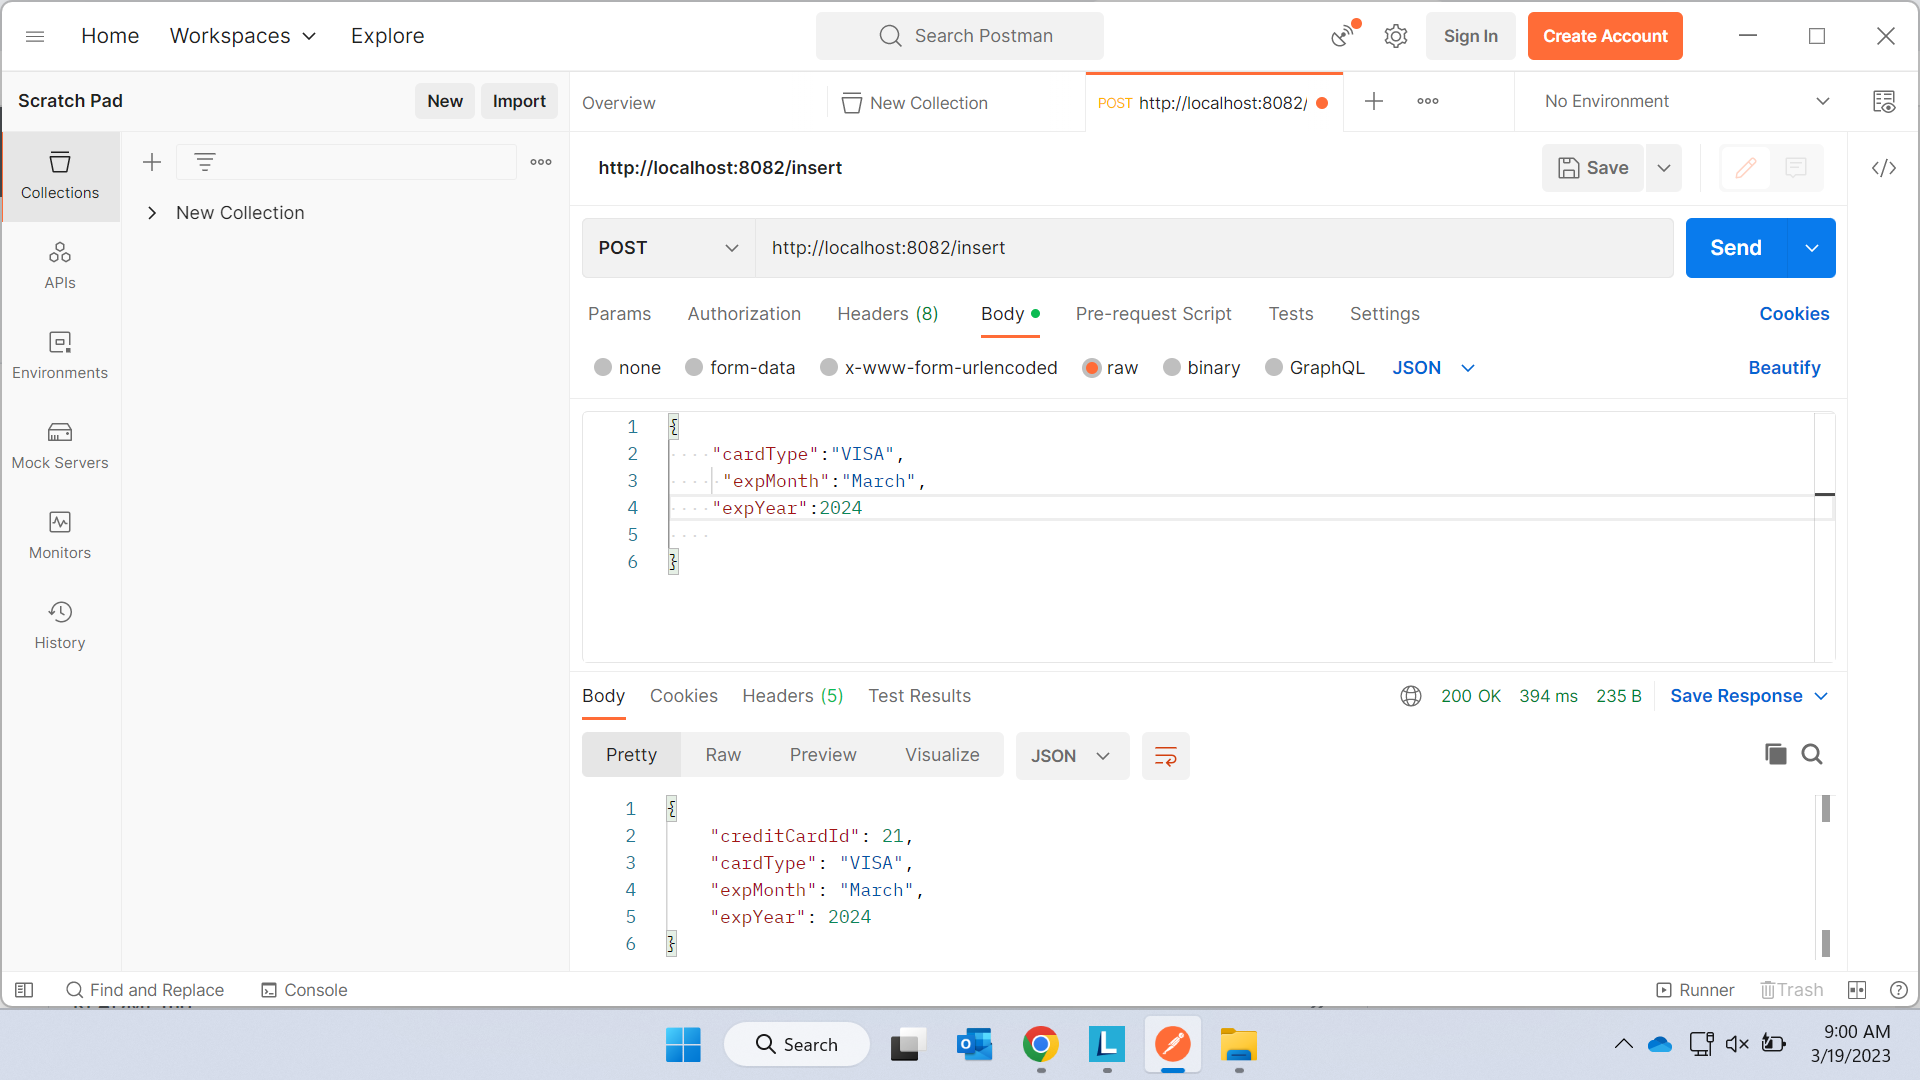 Home Workspaces Explore Search Postman Sign In Create Account
Scratch Pad New Import Overview New Collection POST http://localhost:8082/ No Environment
http://localhost:8082/insert Save
Collections
New Collection
POST http://localhost:8082/insert Send
APIs
Params Authorization Headers (8) Body Pre-request Script Tests Settings Cookies
Environments
none form-data x-www-form-urlencoded raw binary GraphQL JSON Beautify
1 {
2 "cardType":"VISA",
Mock Servers
3 "expMonth":"March",
4 "expYear":2024
5
Monitors
6 }
History
Body Cookies Headers (5) Test Results 200 OK 394 ms 235 B Save Response
Pretty Raw Preview Visualize JSON
1 {
2 "creditCardId": 21,
3 "cardType": "VISA",
4 "expMonth": "March",
5 "expYear": 2024
6 }
Find and Replace Console Runner Trash
Search
9:00 AM
3/19/2023